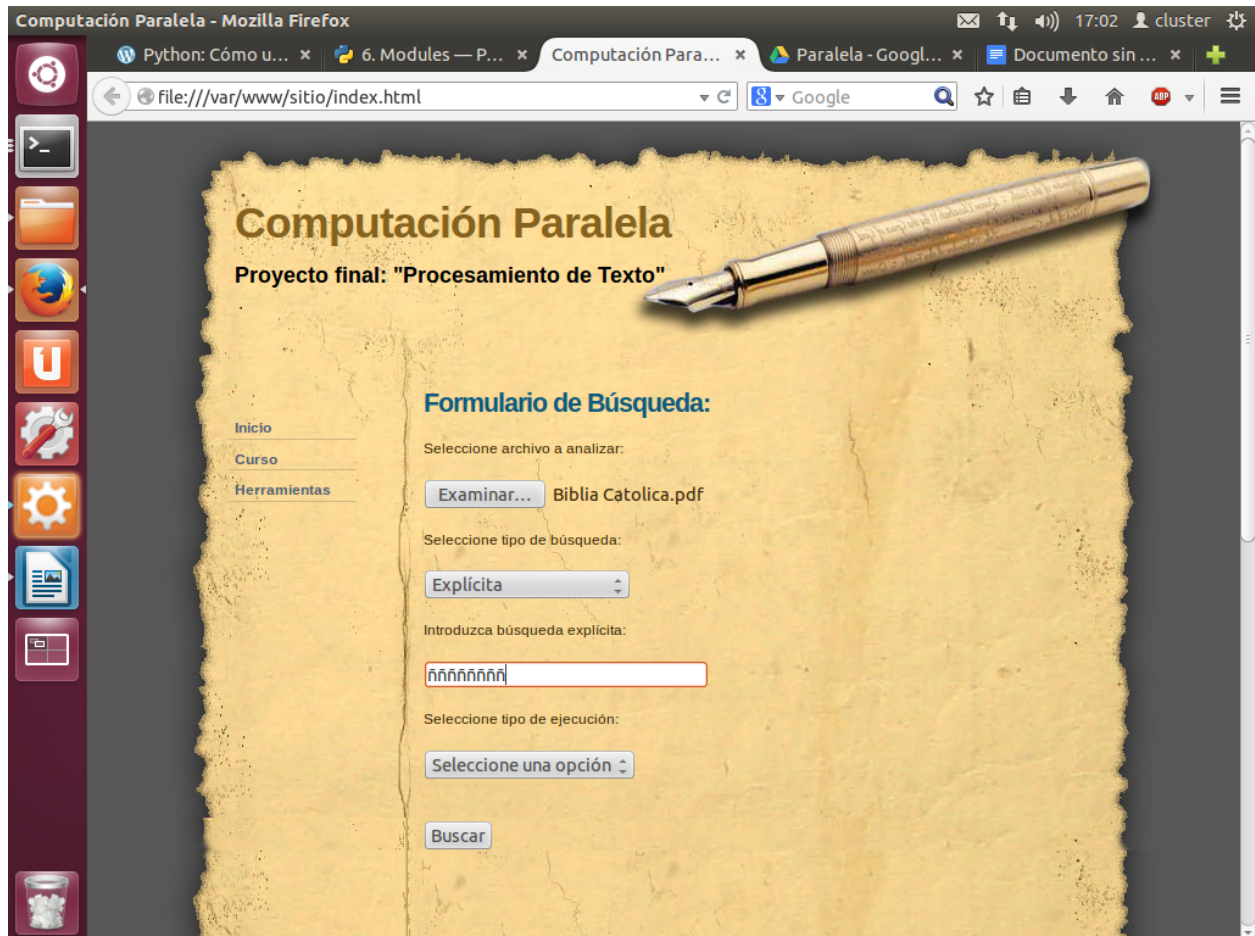 Computación Paralela - Mozilla Firefox
17:02 cluster
Python: Cómo u...
6. Modules — P...
Computación Para...
Paralela - Googl...
Documento sin ...
file:///var/www/sitio/index.html
8 Google
ABP
Computación Paralela
Proyecto final: "Procesamiento de Texto"
Inicio
Curso
Herramientas
Formulario de Búsqueda:
Seleccione archivo a analizar:
Examinar... Biblia Catolica.pdf
Seleccione tipo de búsqueda:
Explícita
Introduzca búsqueda explícita:
ññññññññ
Seleccione tipo de ejecución:
Seleccione una opción
Buscar